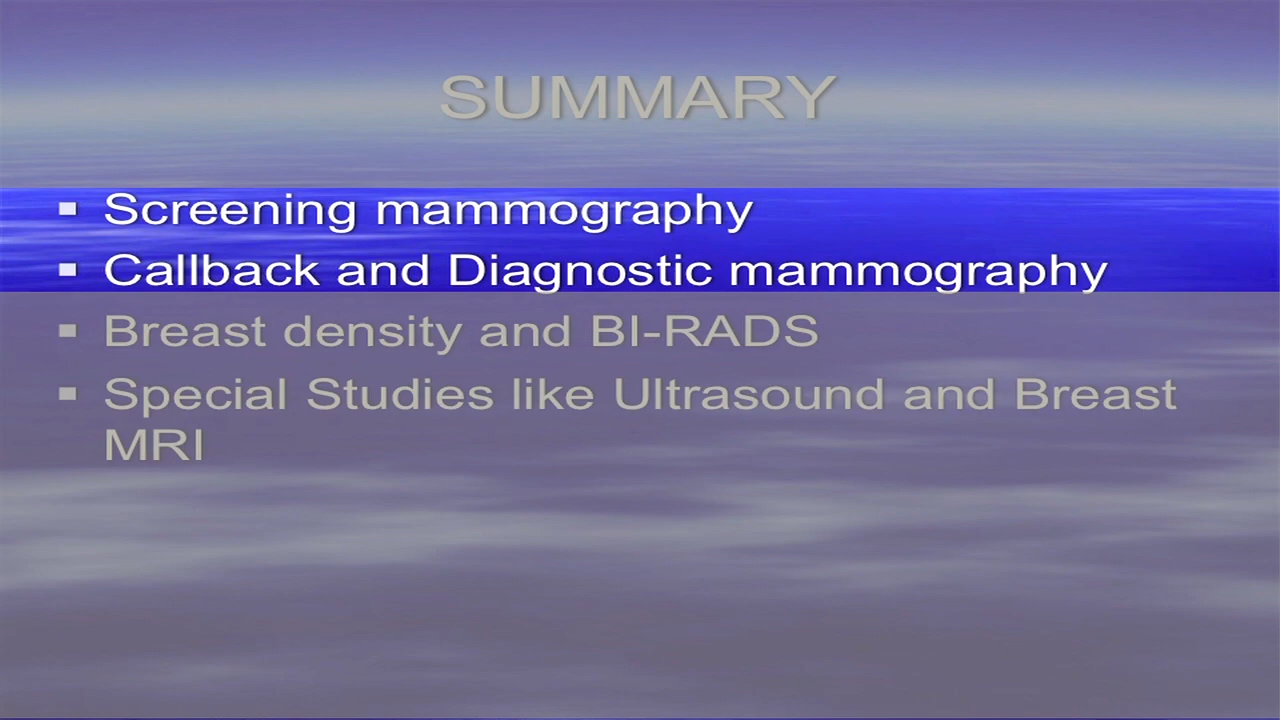 SUMMARY
▪ Screening mammography
▪ Callback and Diagnostic mammography
▪ Breast density and BI-RADS
▪ Special Studies like Ultrasound and Breast
MRI